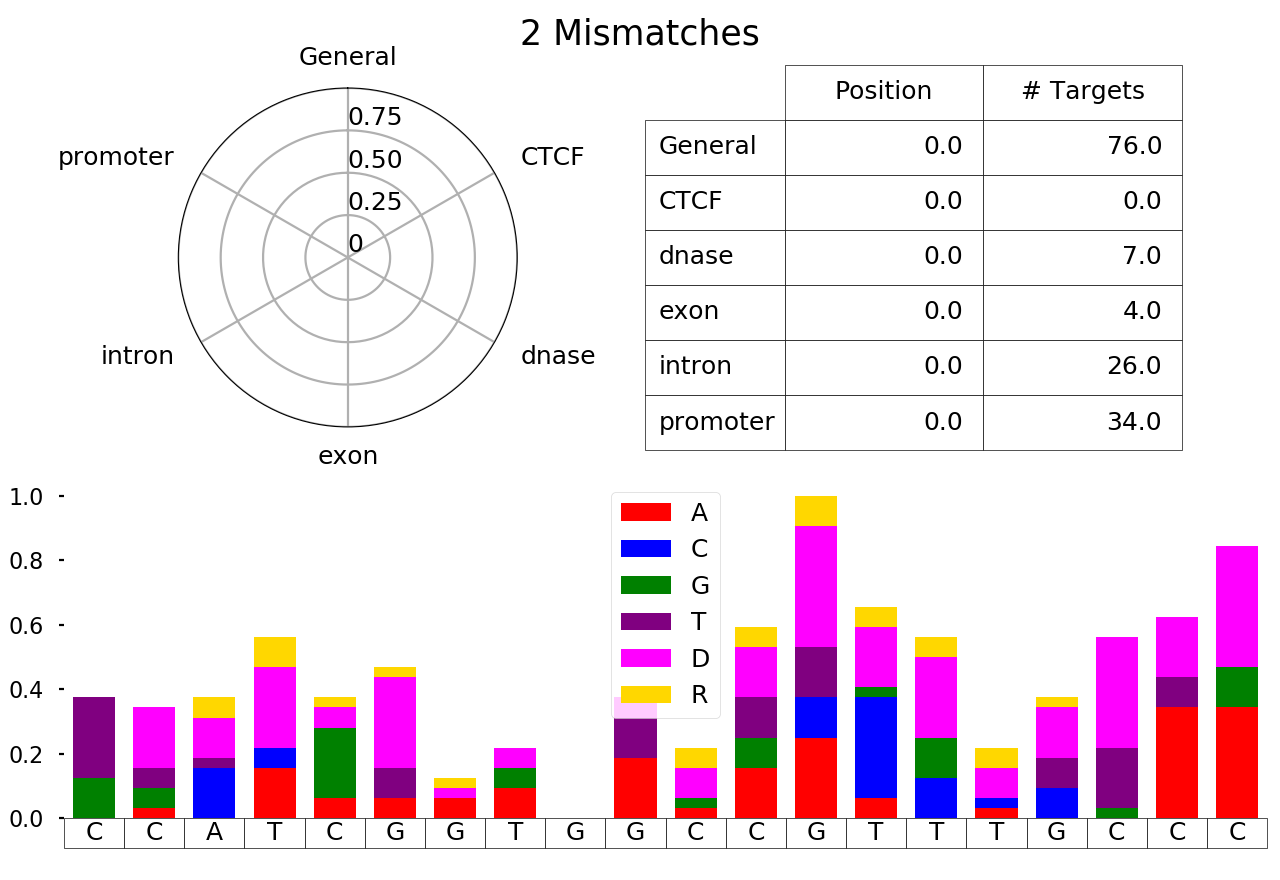 2 Mismatches
General
promoter
CTCF
0.75
0.50
0.25
0
intron
dnase
exon
Position # Targets
General 0.0 76.0
CTCF 0.0 0.0
dnase 0.0 7.0
exon 0.0 4.0
intron 0.0 26.0
promoter 0.0 34.0
1.0
0.8
0.6
0.4
0.2
0.0
A
C
G
T
D
R
C C A T C G G T G G C C G T T T G C C C